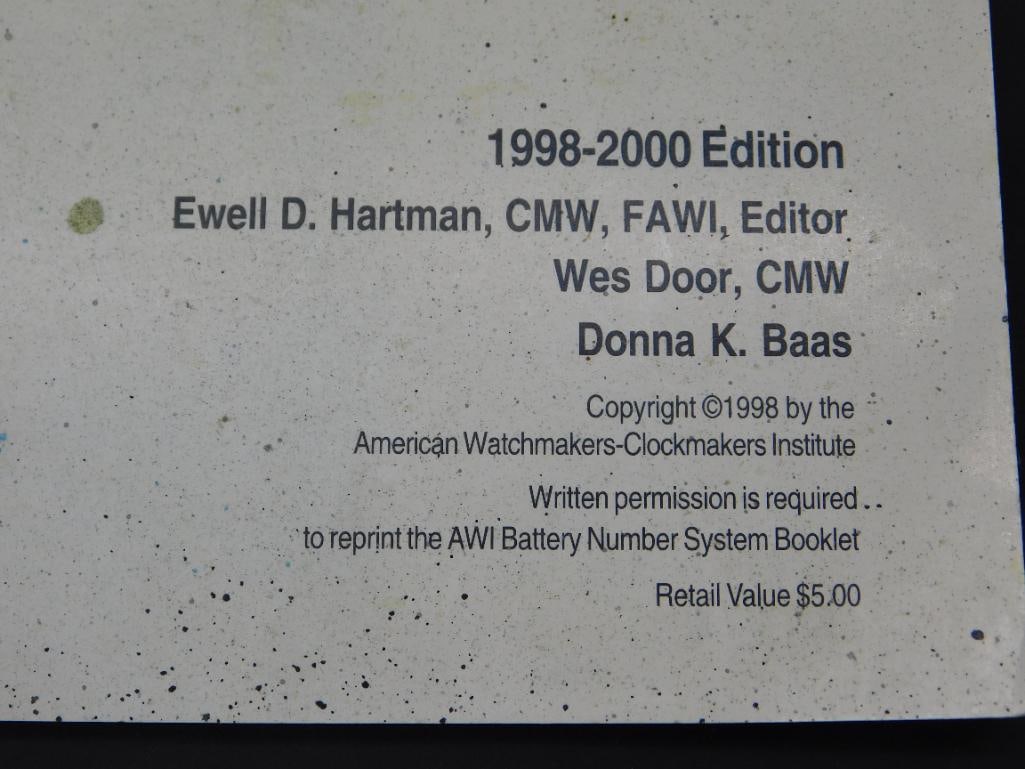 1998-2000 Edition
Ewell D. Hartman, CMW, FAWI, Editor
Wes Door, CMW
Donna K. Baas
Copyright ©1998 by the
American Watchmakers-Clockmakers Institute
Written permission is required
to reprint the AWI Battery Number System Booklet
Retail Value $5.00